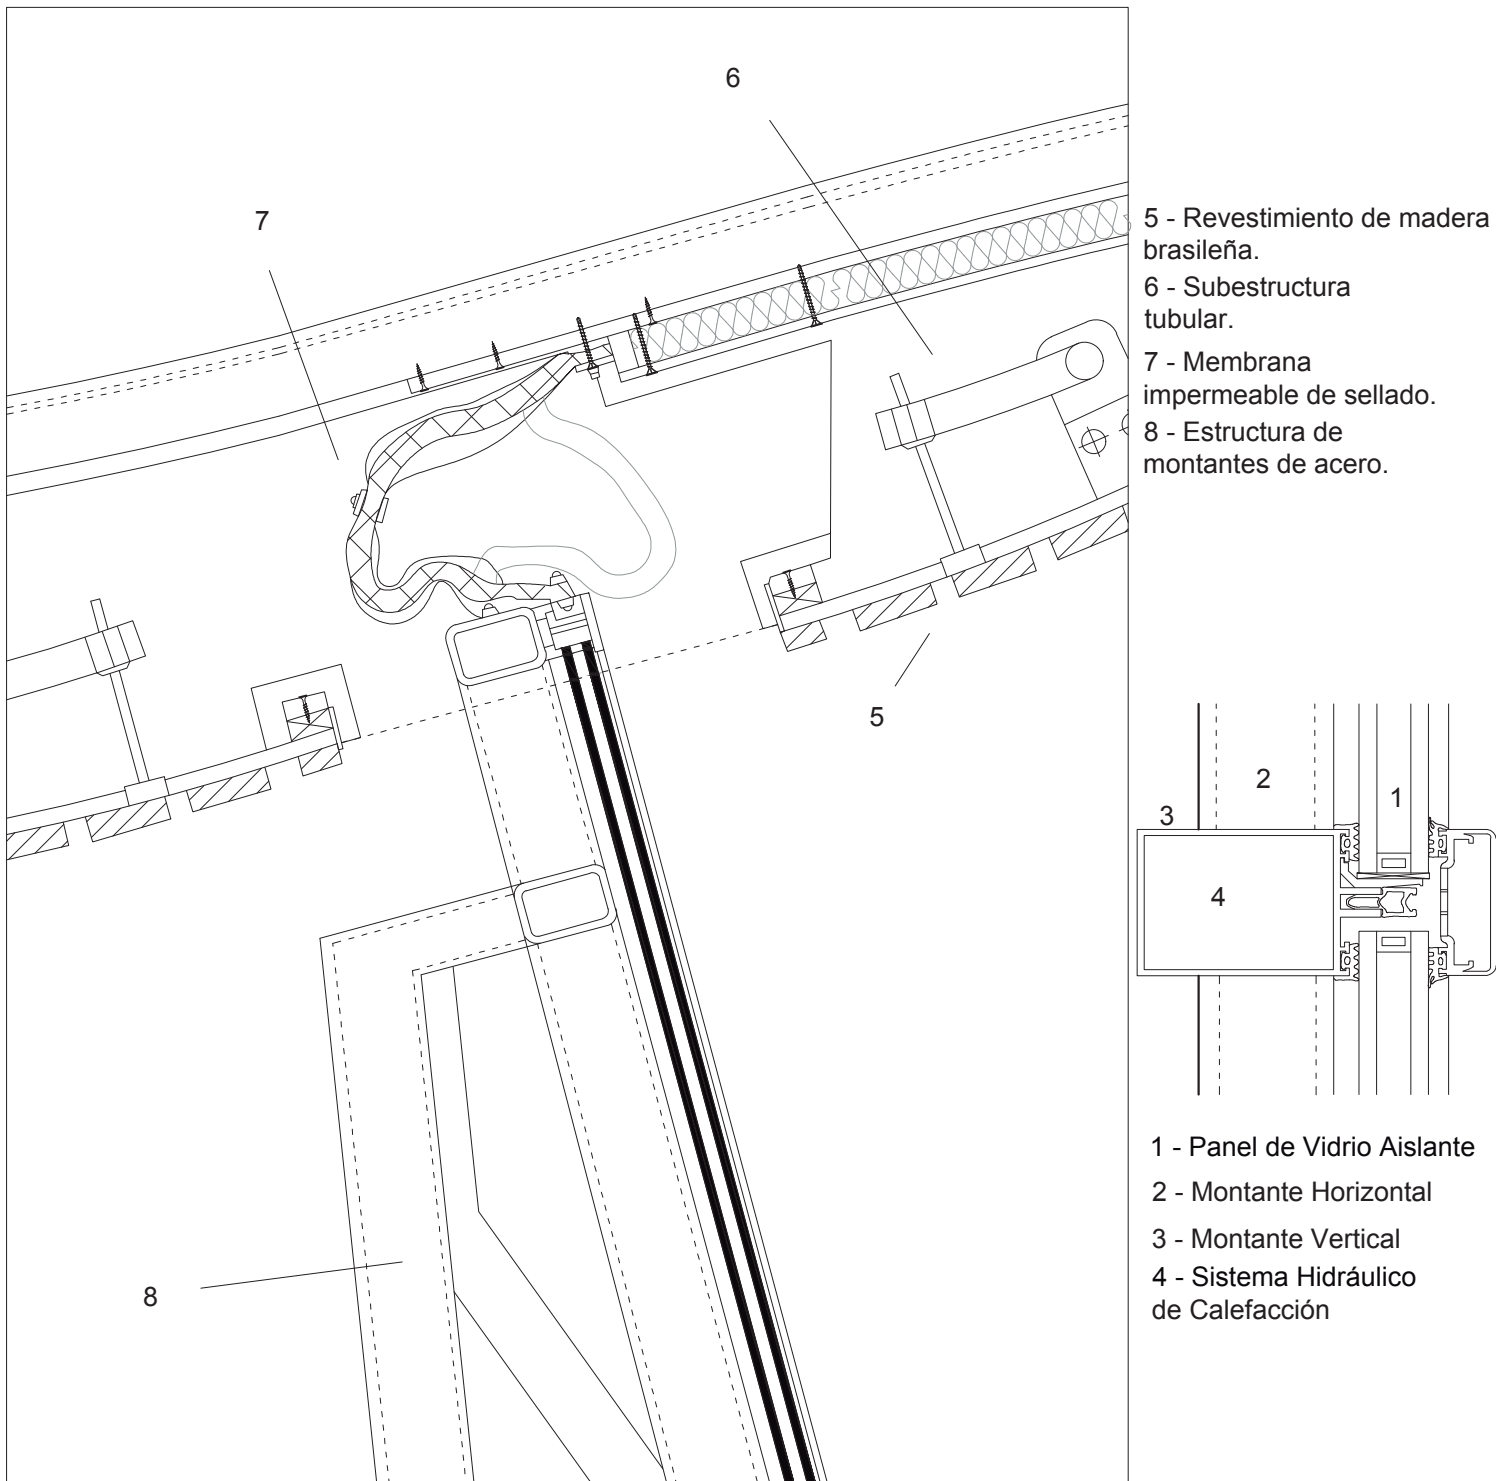 6
7
5 - Revestimiento de madera
brasileña.
6 - Subestructura
tubular.
7 - Membrana
impermeable de sellado.
8 - Estructura de
montantes de acero.
5
2
1
3
4
1 - Panel de Vidrio Aislante
2 - Montante Horizontal
3 - Montante Vertical
4 - Sistema Hidráulico
de Calefacción
8